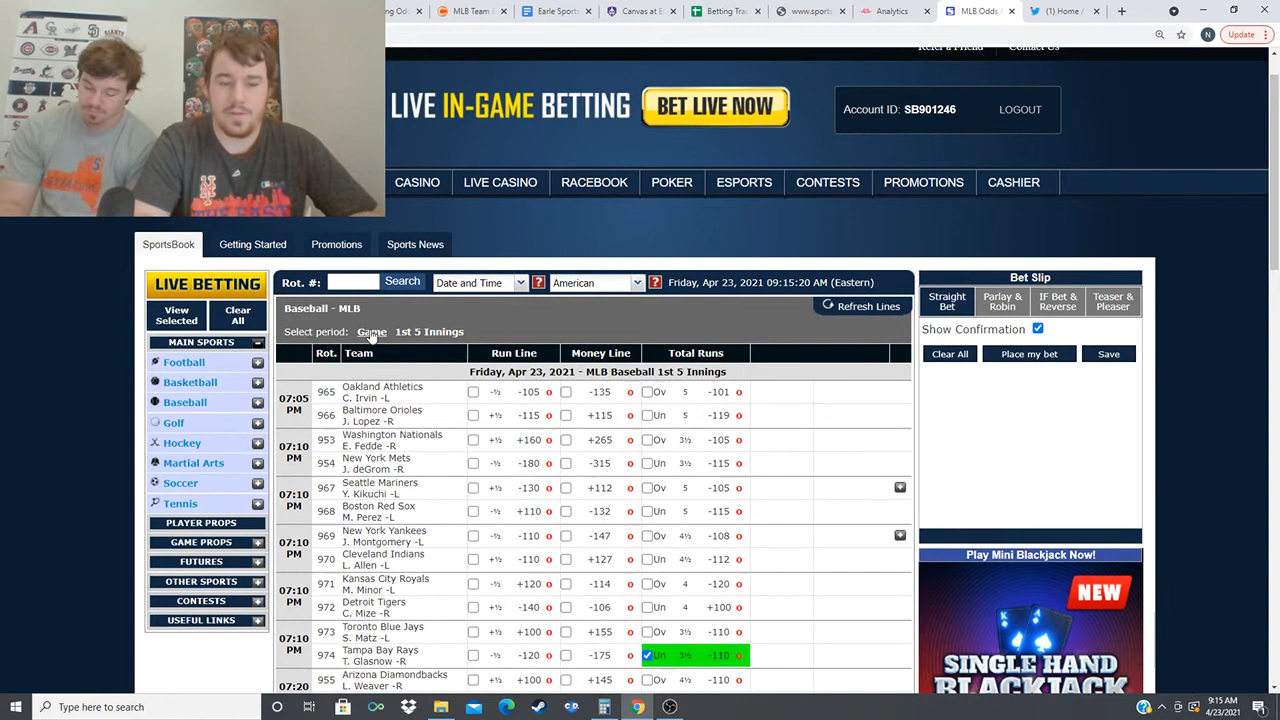 ng Od
MLB Team
Earle Sports
Canvas at E
Betting Tra
www.sports
Analytics
MLB Odds
(1) Home /
N
Update
Refer a Friend
Contact Us
LIVE IN-GAME BETTING
BET LIVE NOW
Account ID: SB901246
LOGOUT
CASINO
LIVE CASINO
RACEBOOK
POKER
ESPORTS
CONTESTS
PROMOTIONS
CASHIER
SportsBook
Getting Started
Promotions
Sports News
LIVE BETTING
View Selected
Clear All
MAIN SPORTS
Football
Basketball
Baseball
Golf
Hockey
Martial Arts
Soccer
Tennis
PLAYER PROPS
GAME PROPS
FUTURES
OTHER SPORTS
CONTESTS
USEFUL LINKS
Rot. #: Search Date and Time ? American ? Friday, Apr 23, 2021 09:15:20 AM (Eastern)
Baseball - MLB
Refresh Lines
Select period: Game 1st 5 Innings
Rot. Team Run Line Money Line Total Runs
Friday, Apr 23, 2021 - MLB Baseball 1st 5 Innings
07:05 PM
965 Oakland Athletics C. Irvin -L -½ -105 o -135 o Ov 5 -101 o
966 Baltimore Orioles J. Lopez -R +½ -115 o +115 o Un 5 -119 o
07:10 PM
953 Washington Nationals E. Fedde -R +½ +160 o +265 o Ov 3½ -105 o
954 New York Mets J. deGrom -R -½ -180 o -315 o Un 3½ -115 o
07:10 PM
967 Seattle Mariners Y. Kikuchi -L +½ -130 o +112 o Ov 5 -105 o
968 Boston Red Sox M. Perez -L -½ +110 o -132 o Un 5 -115 o
07:10 PM
969 New York Yankees J. Montgomery -L -½ -110 o -147 o Ov 4½ -108 o
970 Cleveland Indians L. Allen -L +½ -110 o +127 o Un 4½ -112 o
07:10 PM
971 Kansas City Royals M. Minor -L -½ +120 o -114 o Ov 4 -120 o
972 Detroit Tigers C. Mize -R +½ -140 o -106 o Un 4 +100 o
07:10 PM
973 Toronto Blue Jays S. Matz -L +½ +100 o +155 o Ov 3½ -110 o
974 Tampa Bay Rays T. Glasnow -R -½ -120 o -175 o Un 3½ -110 o
07:20
955 Arizona Diamondbacks L. Weaver -R +½ +100 o +145 o Ov 4½ -110 o
Bet Slip
Straight Bet
Parlay & Robin
IF Bet & Reverse
Teaser & Pleaser
Show Confirmation
Clear All
Place my bet
Save
Play Mini Blackjack Now!
NEW
SINGLE HAND
BLACKJACK
Type here to search
9:15 AM
4/23/2021